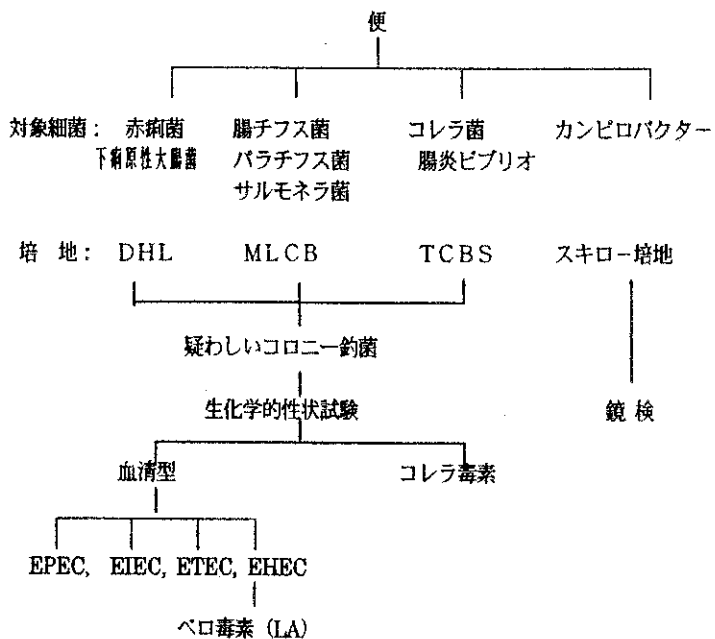 便
対象細菌： 赤痢菌 腸チフス菌 コレラ菌 カンピロバクター
下痢原性大腸菌 パラチフス菌 腸炎ビブリオ
サルモネラ菌
培 地： DHL MLCB TCBS スキロー培地
疑わしいコロニー釣菌
生化学的性状試験 鏡 検
血清型 コレラ毒素
EPEC, EIEC, ETEC, EHEC
ベロ毒素 (LA)